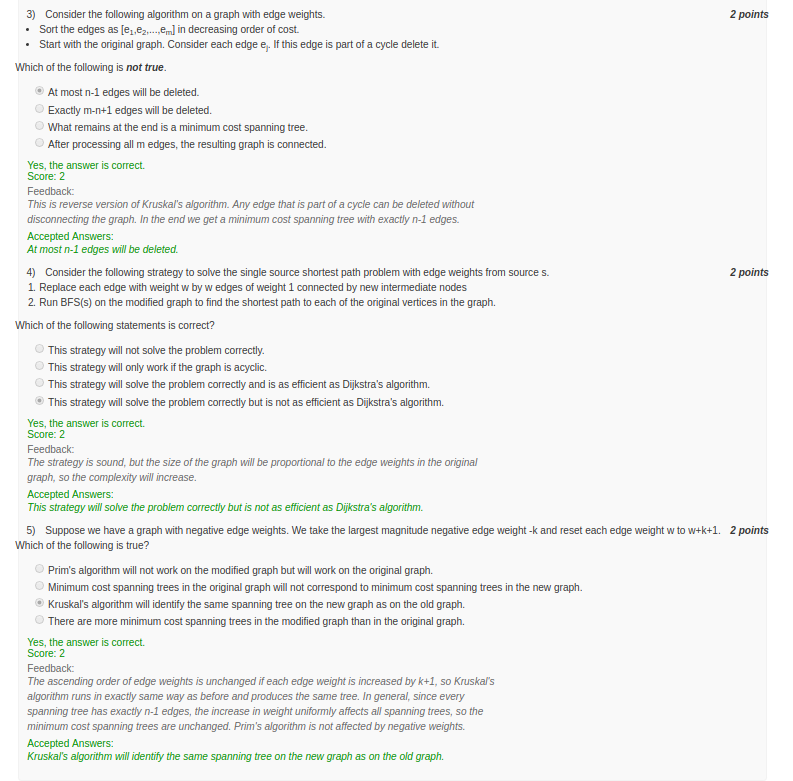 3) Consider the following algorithm on a graph with edge weights. 2 points
• Sort the edges as [e1,e2,...,em] in decreasing order of cost.
• Start with the original graph. Consider each edge ej. If this edge is part of a cycle delete it.
Which of the following is not true.
At most n-1 edges will be deleted.
Exactly m-n+1 edges will be deleted.
What remains at the end is a minimum cost spanning tree.
After processing all m edges, the resulting graph is connected.
Yes, the answer is correct.
Score: 2
Feedback:
This is reverse version of Kruskal's algorithm. Any edge that is part of a cycle can be deleted without
disconnecting the graph. In the end we get a minimum cost spanning tree with exactly n-1 edges.
Accepted Answers:
At most n-1 edges will be deleted.
4) Consider the following strategy to solve the single source shortest path problem with edge weights from source s. 2 points
1. Replace each edge with weight w by w edges of weight 1 connected by new intermediate nodes
2. Run BFS(s) on the modified graph to find the shortest path to each of the original vertices in the graph.
Which of the following statements is correct?
This strategy will not solve the problem correctly.
This strategy will only work if the graph is acyclic.
This strategy will solve the problem correctly and is as efficient as Dijkstra's algorithm.
This strategy will solve the problem correctly but is not as efficient as Dijkstra's algorithm.
Yes, the answer is correct.
Score: 2
Feedback:
The strategy is sound, but the size of the graph will be proportional to the edge weights in the original
graph, so the complexity will increase.
Accepted Answers:
This strategy will solve the problem correctly but is not as efficient as Dijkstra's algorithm.
5) Suppose we have a graph with negative edge weights. We take the largest magnitude negative edge weight -k and reset each edge weight w to w+k+1. 2 points
Which of the following is true?
Prim's algorithm will not work on the modified graph but will work on the original graph.
Minimum cost spanning trees in the original graph will not correspond to minimum cost spanning trees in the new graph.
Kruskal's algorithm will identify the same spanning tree on the new graph as on the old graph.
There are more minimum cost spanning trees in the modified graph than in the original graph.
Yes, the answer is correct.
Score: 2
Feedback:
The ascending order of edge weights is unchanged if each edge weight is increased by k+1, so Kruskal's
algorithm runs in exactly same way as before and produces the same tree. In general, since every
spanning tree has exactly n-1 edges, the increase in weight uniformly affects all spanning trees, so the
minimum cost spanning trees are unchanged. Prim's algorithm is not affected by negative weights.
Accepted Answers:
Kruskal's algorithm will identify the same spanning tree on the new graph as on the old graph.